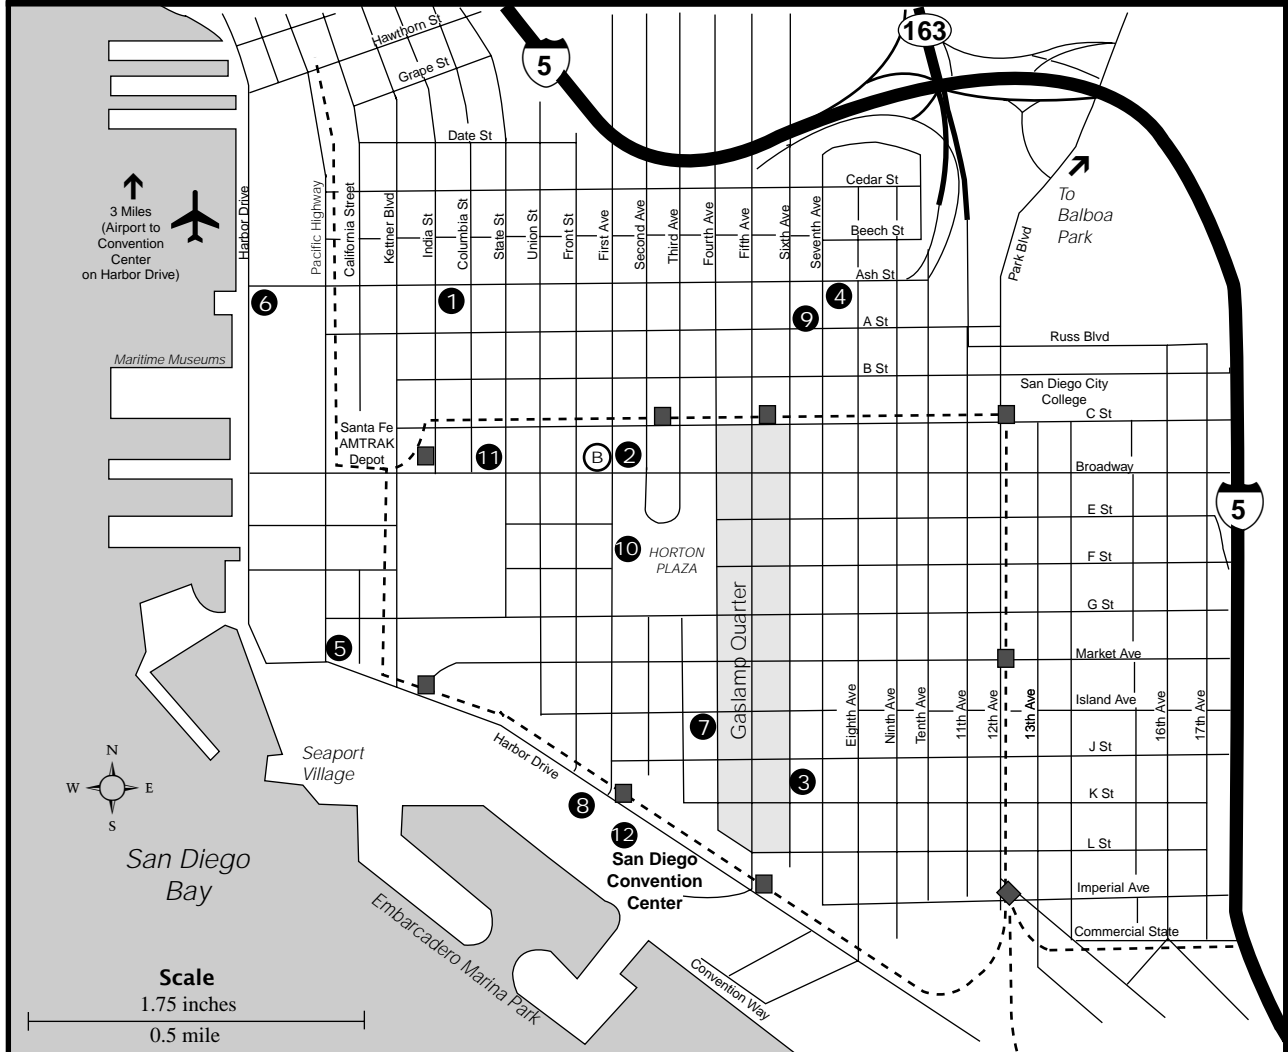 163
Hawthorn St
5
Grape St
Date St
3 Miles
(Airport to
Convention
Center
on Harbor Drive)
Harbor Drive
Pacific Highway
California Street
Kettner Blvd
India St
Columbia St
State St
Union St
Front St
First Ave
Second Ave
Third Ave
Fourth Ave
Fifth Ave
Sixth Ave
Seventh Ave
Cedar St
Beech St
Ash St
Park Blvd
To
Balboa
Park
6
1
4
9
A St
Russ Blvd
Maritime Museums
B St
San Diego City
College
C St
Santa Fe
AMTRAK
Depot
11
B
2
Broadway
5
E St
10
HORTON
PLAZA
F St
G St
Gaslamp Quarter
5
Market Ave
Island Ave
Eighth Ave
Ninth Ave
Tenth Ave
11th Ave
12th Ave
13th Ave
16th Ave
17th Ave
7
J St
Seaport
Village
Harbor Drive
3
K St
8
12
San Diego
Convention
Center
L St
N
W
E
S
San Diego
Bay
Imperial Ave
Commercial State
Embarcadero Marina Park
Convention Way
Scale
1.75 inches
0.5 mile